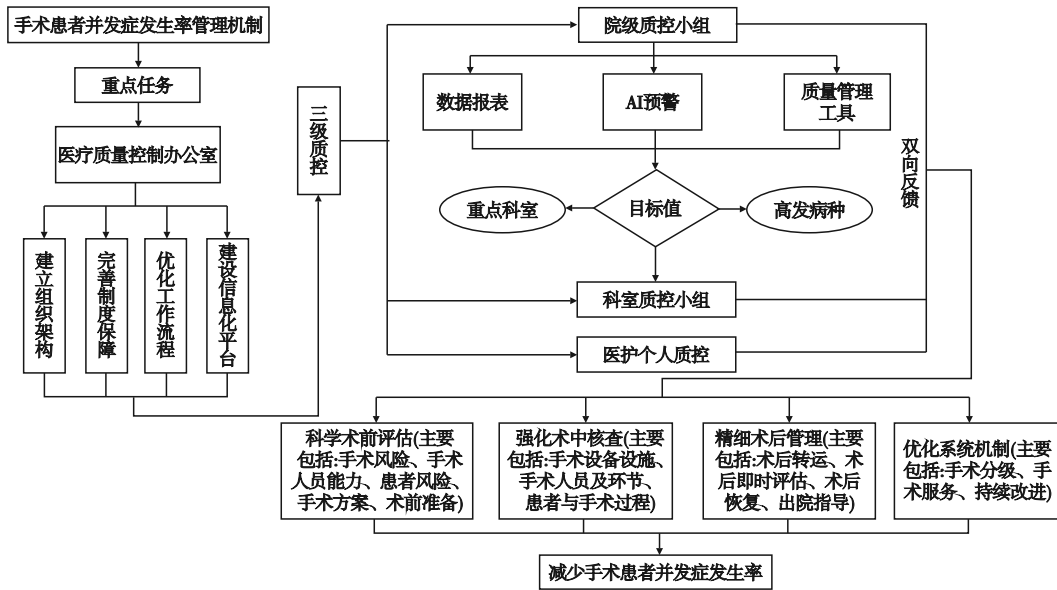 手术患者并发症发生率管理机制
重点任务
医疗质量控制办公室
建立组织架构
完善制度保障
优化工作流程
建设信息化平台
三级质控
院级质控小组
数据报表
AI预警
质量管理
工具
重点科室
目标值
高发病种
科室质控小组
医护个人质控
双向反馈
科学术前评估(主要
包括:手术风险、手术
人员能力、患者风险、
手术方案、术前准备)
强化术中核查(主要
包括:手术设备设施、
手术人员及环节、
患者与手术过程)
精细术后管理(主要
包括:术后转运、术
后即时评估、术后
恢复、出院指导)
优化系统机制(主要
包括:手术分级、手
术服务、持续改进)
减少手术患者并发症发生率